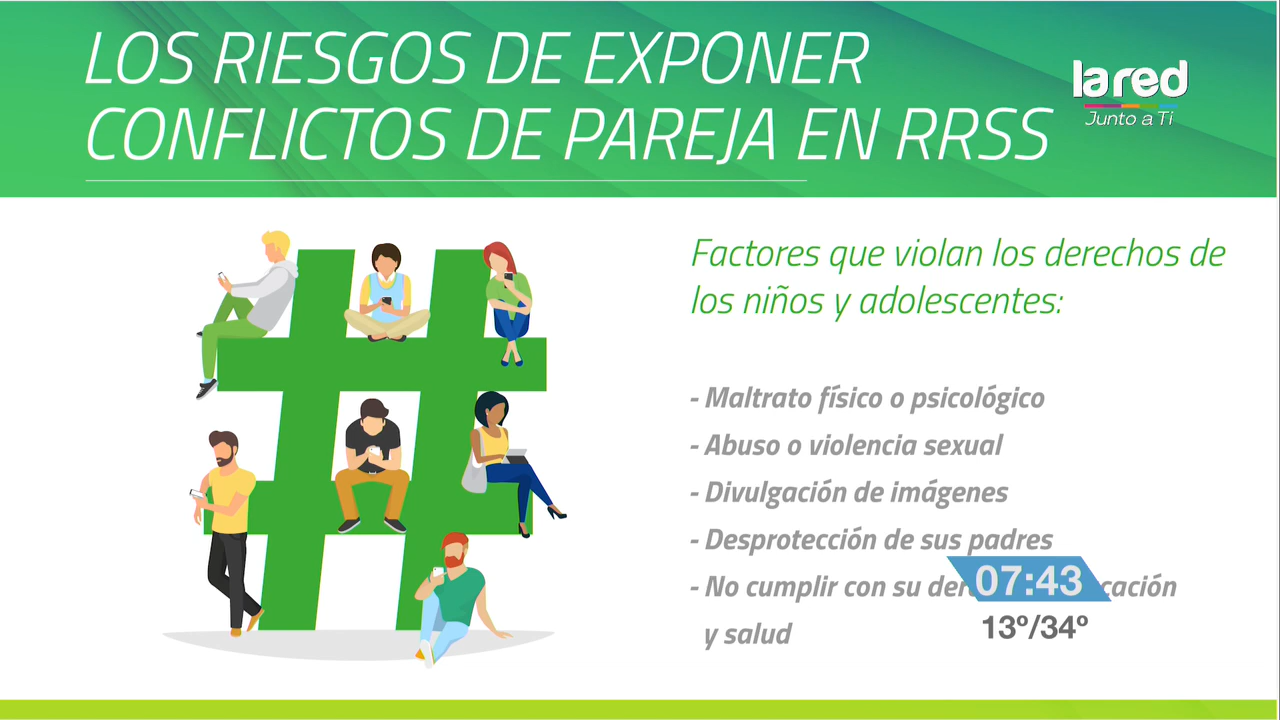 LOS RIESGOS DE EXPONER
CONFLICTOS DE PAREJA EN RRSS
lared
Junto a Ti
Factores que violan los derechos de
los niños y adolescentes:
- Maltrato físico o psicológico
- Abuso o violencia sexual
- Divulgación de imágenes
- Desprotección de sus padres
- No cumplir con su
y salud
07:43
13º/34º